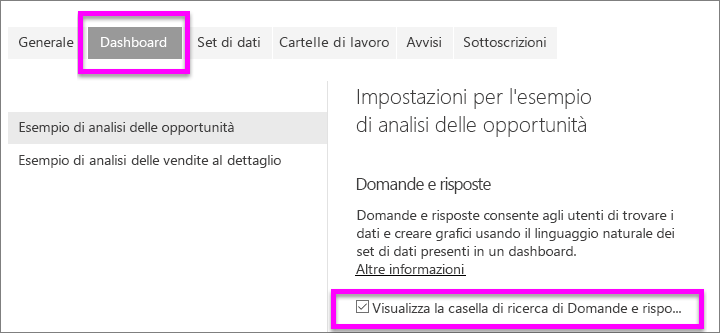 Generale Dashboard Set di dati Cartelle di lavoro Avvisi Sottoscrizioni
Esempio di analisi delle opportunità
Esempio di analisi delle vendite al dettaglio
Impostazioni per l'esempio
di analisi delle opportunità
Domande e risposte
Domande e risposte consente agli utenti di trovare i
dati e creare grafici usando il linguaggio naturale dei
set di dati presenti in un dashboard.
Altre informazioni
Visualizza la casella di ricerca di Domande e rispo...